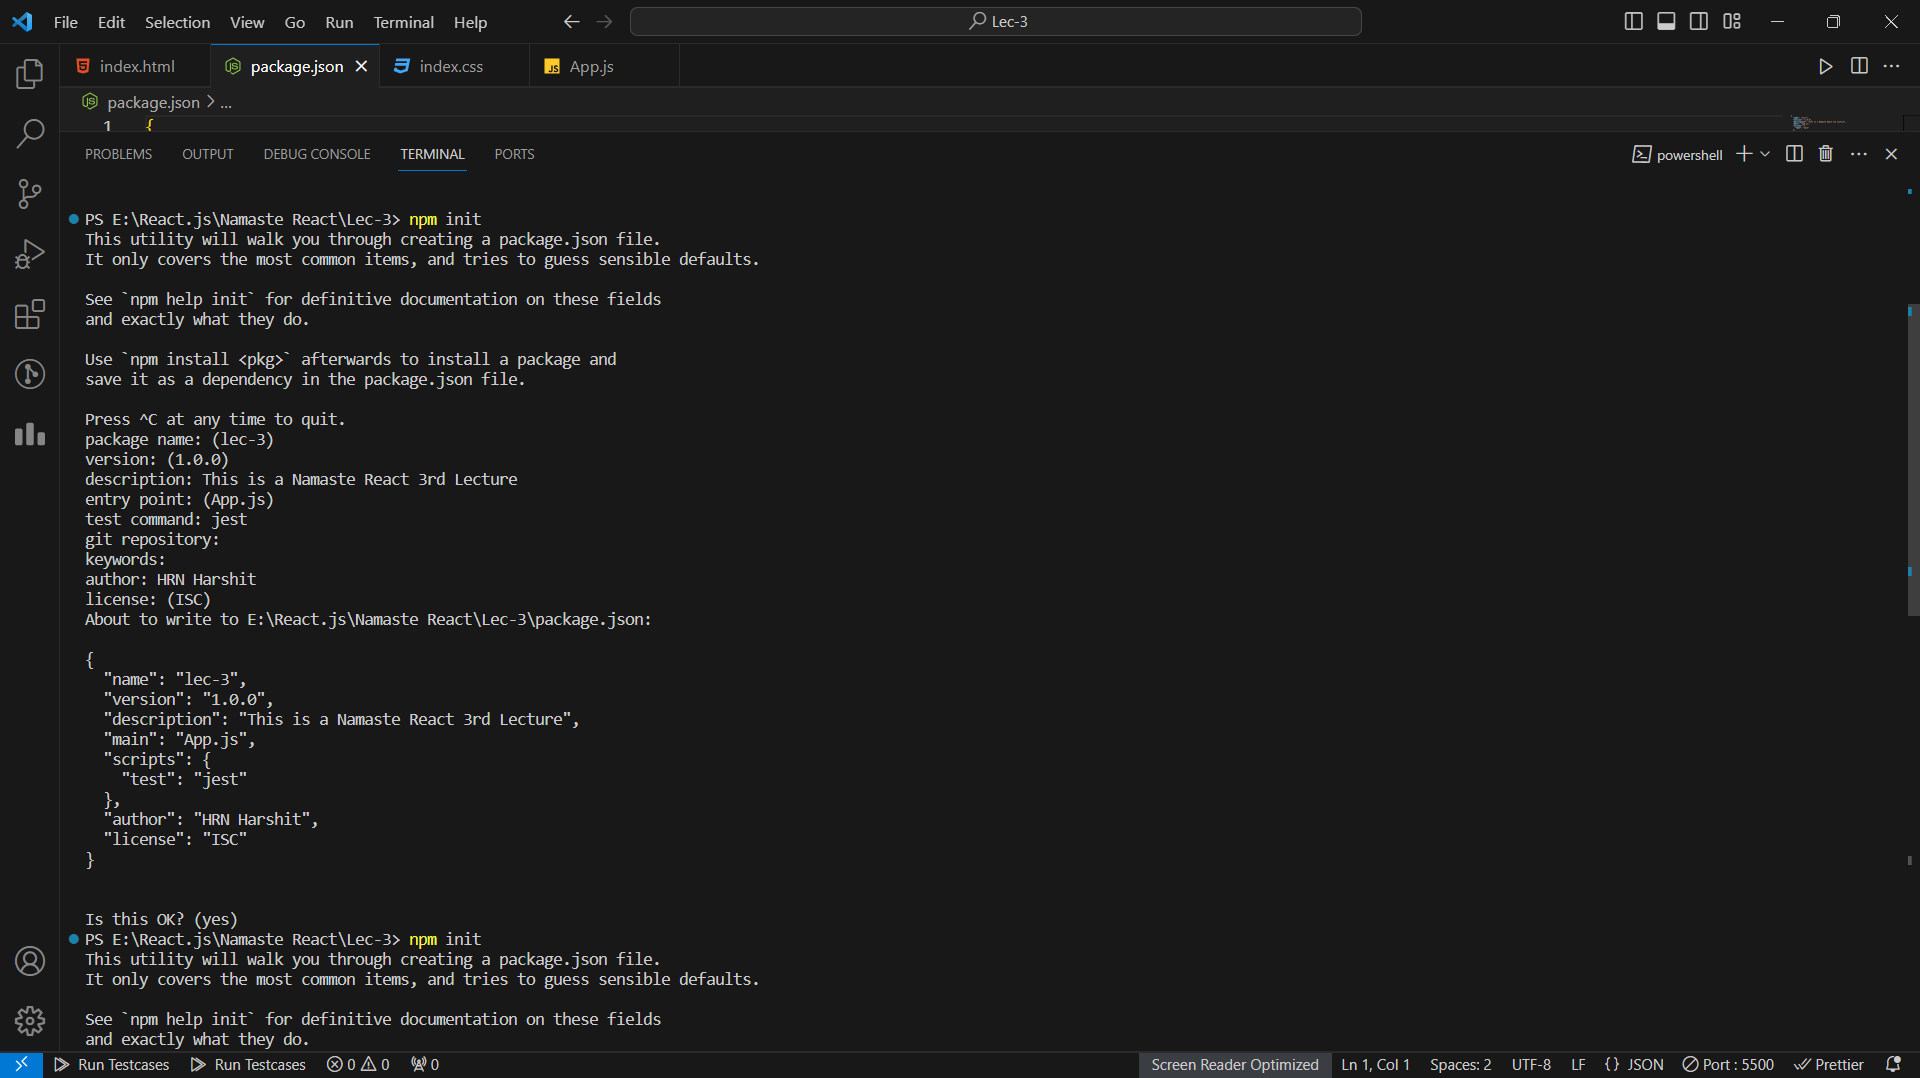 File Edit Selection View Go Run Terminal Help
Lec-3
index.html package.json index.css App.js
package.json > ...
1 {
PROBLEMS OUTPUT DEBUG CONSOLE TERMINAL PORTS
powershell
PS E:\React.js\Namaste React\Lec-3> npm init
This utility will walk you through creating a package.json file.
It only covers the most common items, and tries to guess sensible defaults.
See `npm help init` for definitive documentation on these fields
and exactly what they do.
Use `npm install <pkg>` afterwards to install a package and
save it as a dependency in the package.json file.
Press ^C at any time to quit.
package name: (lec-3)
version: (1.0.0)
description: This is a Namaste React 3rd Lecture
entry point: (App.js)
test command: jest
git repository:
keywords:
author: HRN Harshit
license: (ISC)
About to write to E:\React.js\Namaste React\Lec-3\package.json:
{
"name": "lec-3",
"version": "1.0.0",
"description": "This is a Namaste React 3rd Lecture",
"main": "App.js",
"scripts": {
"test": "jest"
},
"author": "HRN Harshit",
"license": "ISC"
}
Is this OK? (yes)
PS E:\React.js\Namaste React\Lec-3> npm init
This utility will walk you through creating a package.json file.
It only covers the most common items, and tries to guess sensible defaults.
See `npm help init` for definitive documentation on these fields
and exactly what they do.
Run Testcases Run Testcases 0 0 0 Screen Reader Optimized Ln 1, Col 1 Spaces: 2 UTF-8 LF {} JSON Port : 5500 Prettier